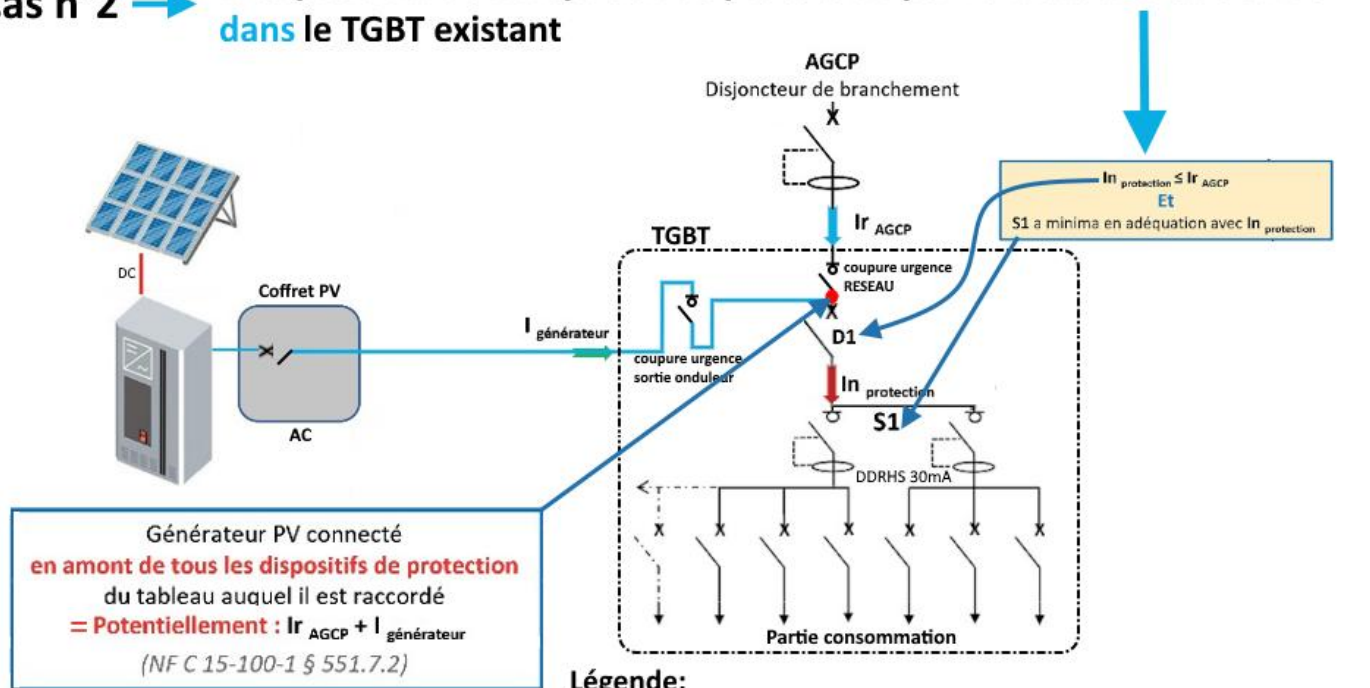 cas n°2
dans le TGBT existant
AGCP
Disjoncteur de branchement
In protection ≤ Ir AGCP
Et
S1 a minima en adéquation avec In protection
Ir AGCP
TGBT
coupure urgence
RESEAU
DC
Coffret PV
I générateur
D1
coupure urgence
sortie onduleur
In protection
S1
AC
DDRHS 30mA
Générateur PV connecté
en amont de tous les dispositifs de protection
du tableau auquel il est raccordé
= Potentiellement : Ir AGCP + I générateur
(NF C 15-100-1 § 551.7.2)
Partie consommation
Légende: